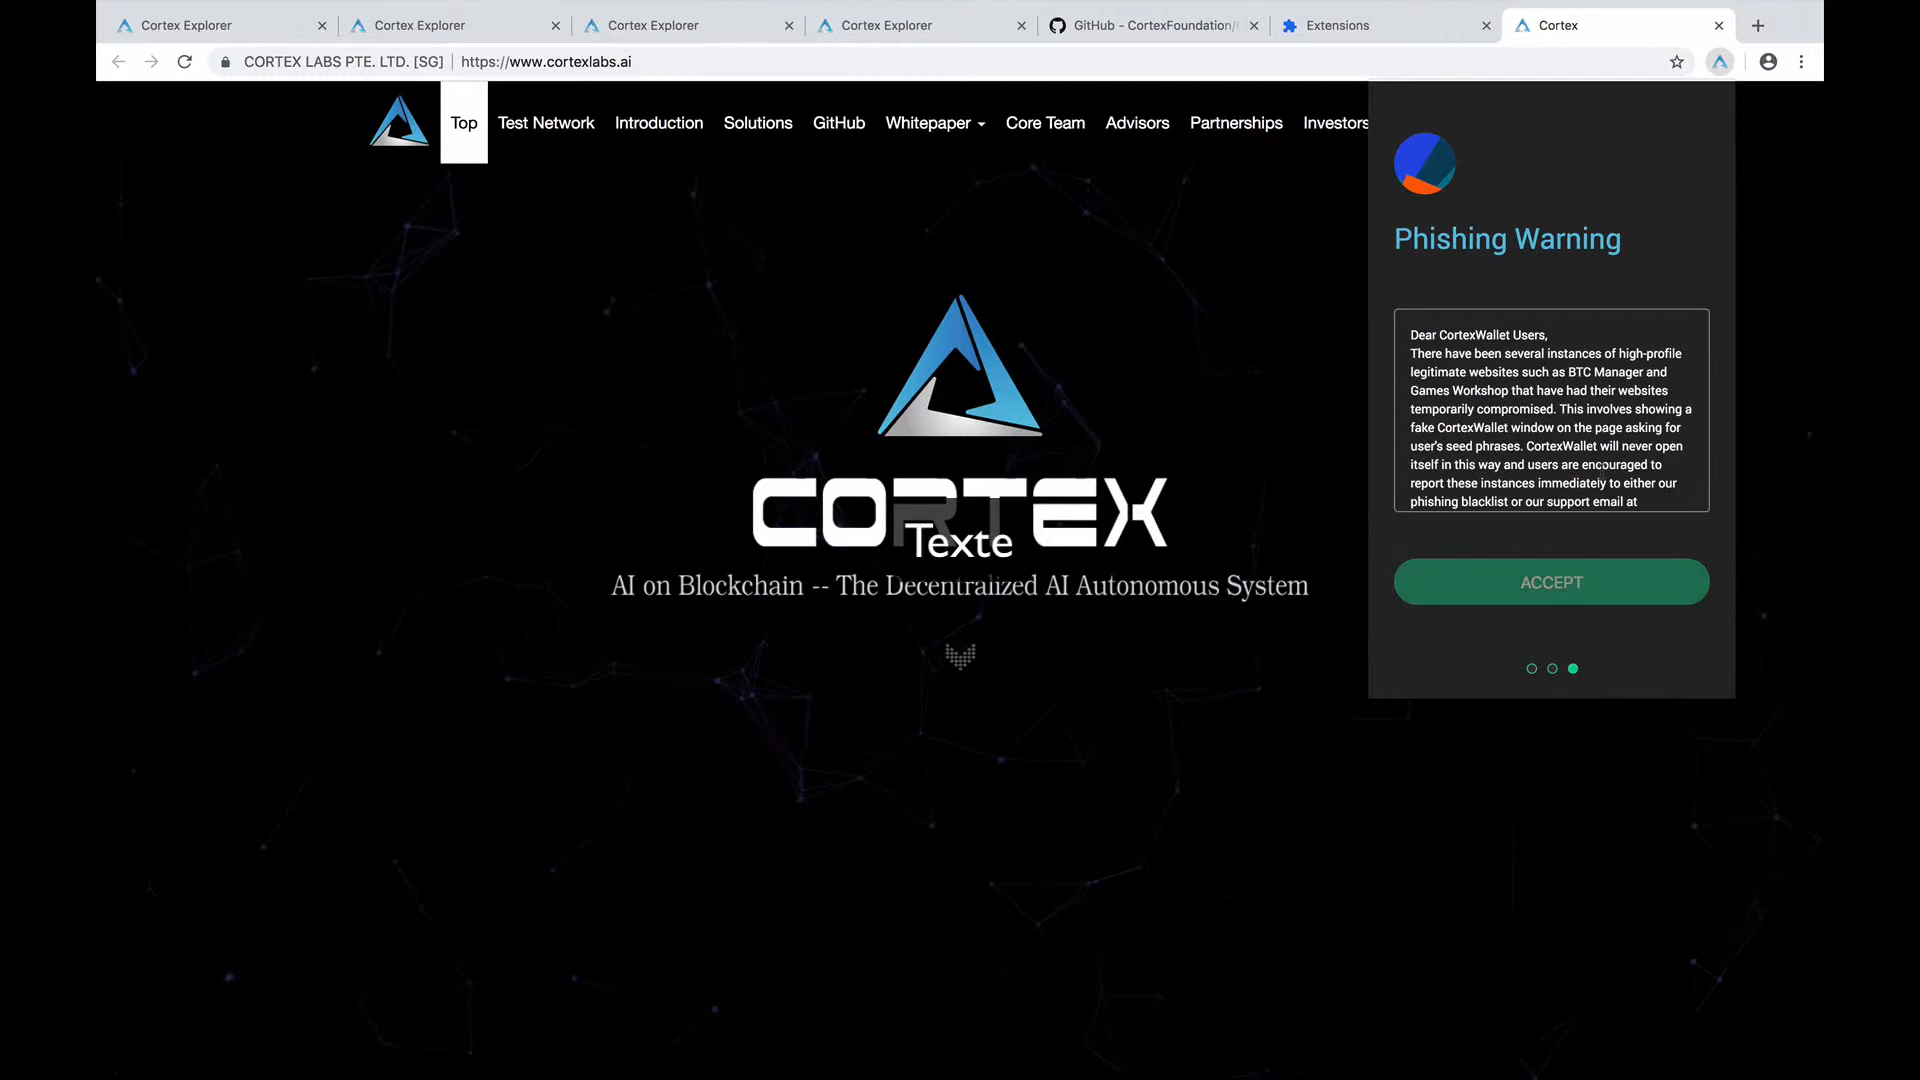 Cortex Explorer
Cortex Explorer
Cortex Explorer
Cortex Explorer
GitHub - CortexFoundation/
Extensions
Cortex
CORTEX LABS PTE. LTD. [SG]
https://www.cortexlabs.ai
Top
Test Network
Introduction
Solutions
GitHub
Whitepaper
Core Team
Advisors
Partnerships
Investors
Phishing Warning
Dear CortexWallet Users,
There have been several instances of high-profile
legitimate websites such as BTC Manager and
Games Workshop that have had their websites
temporarily compromised. This involves showing a
fake CortexWallet window on the page asking for
user's seed phrases. CortexWallet will never open
itself in this way and users are encouraged to
report these instances immediately to either our
phishing blacklist or our support email at
ACCEPT
CORTEX
Texte
AI on Blockchain -- The Decentralized AI Autonomous System